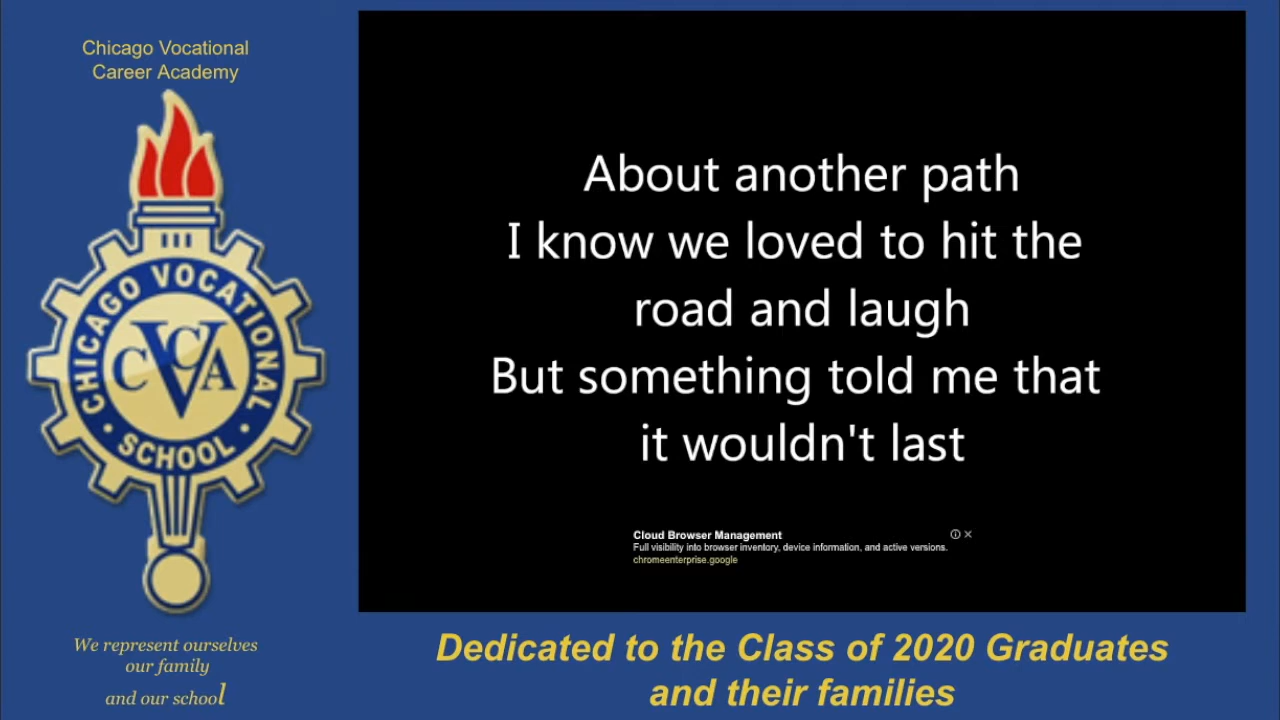 Chicago Vocational
Career Academy
CHICAGO VOCATIONAL
CVCA
SCHOOL
We represent ourselves
our family
and our school
About another path
I know we loved to hit the
road and laugh
But something told me that
it wouldn't last
Cloud Browser Management
Full visibility into browser inventory, device information, and active versions.
chromeenterprise.google
Dedicated to the Class of 2020 Graduates
and their families